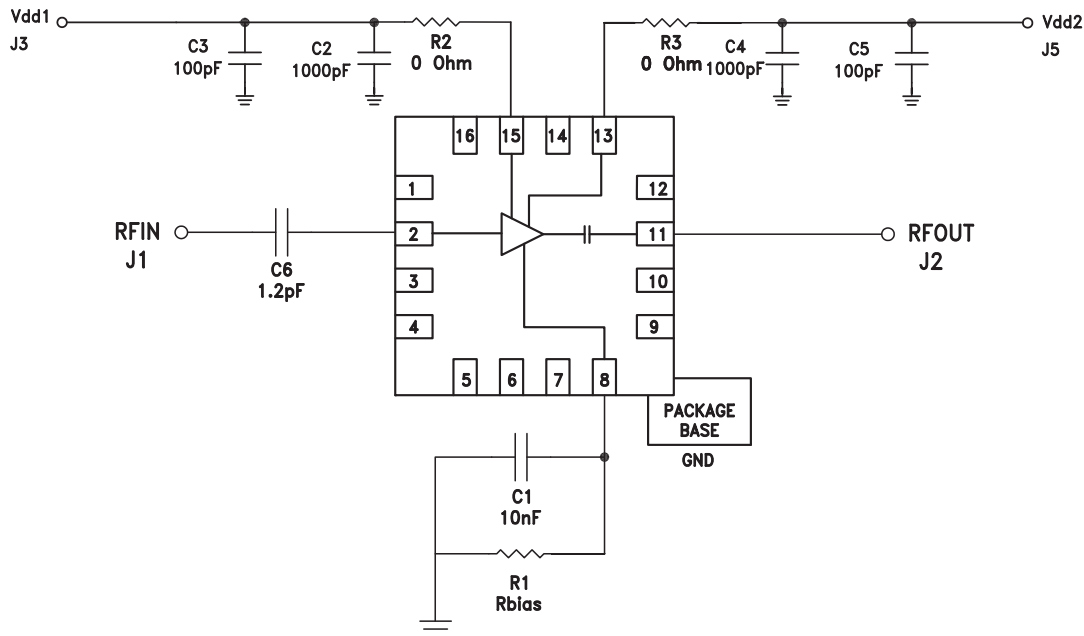 Vdd1
J3
C3
100pF
C2
1000pF
R2
0 Ohm
R3
0 Ohm
C4
1000pF
C5
100pF
Vdd2
J5
16
15
14
13
1
12
RFIN
J1
C6
1.2pF
2
11
RFOUT
J2
3
10
4
9
5
6
7
8
PACKAGE
BASE
GND
C1
10nF
R1
Rbias